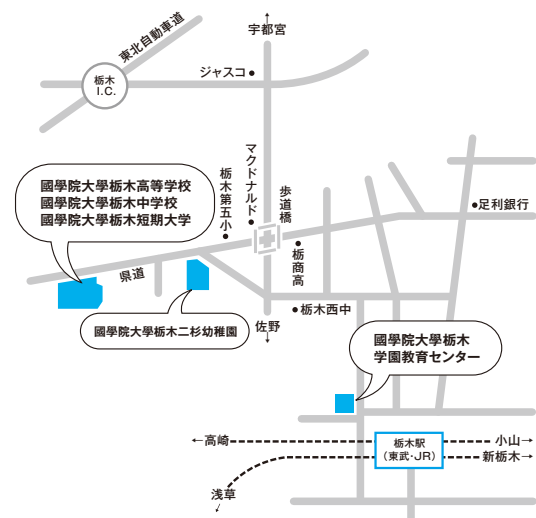 宇都宮
東北自動車道
ジャスコ
栃木
I.C.
マクドナルド
栃木第五小
歩道橋
國學院大學栃木高等学校
國學院大學栃木中学校
國學院大學栃木短期大学
足利銀行
栃商高
県道
栃木西中
佐野
國學院大學栃木二杉幼稚園
國學院大學栃木
学園教育センター
←高崎
栃木駅
（東武・JR）
小山→
新栃木→
浅草